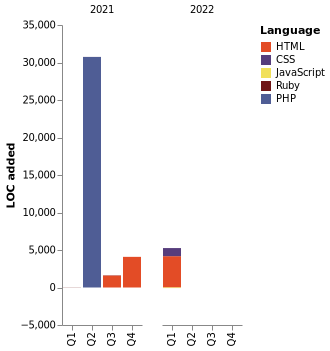 2021 2022
Language
HTML
CSS
JavaScript
Ruby
PHP
LOC added
35,000
30,000
25,000
20,000
15,000
10,000
5,000
0
−5,000
Q1 Q2 Q3 Q4 Q1 Q2 Q3 Q4